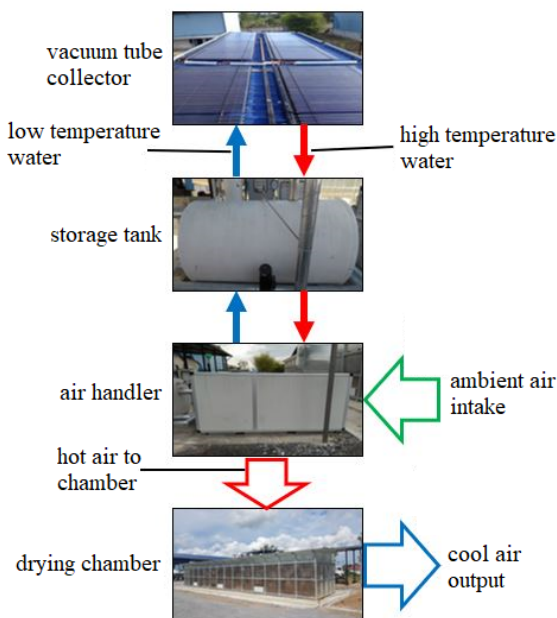 vacuum tube
collector
low temperature
water
high temperature
water
storage tank
air handler
ambient air
intake
hot air to
chamber
drying chamber
cool air
output